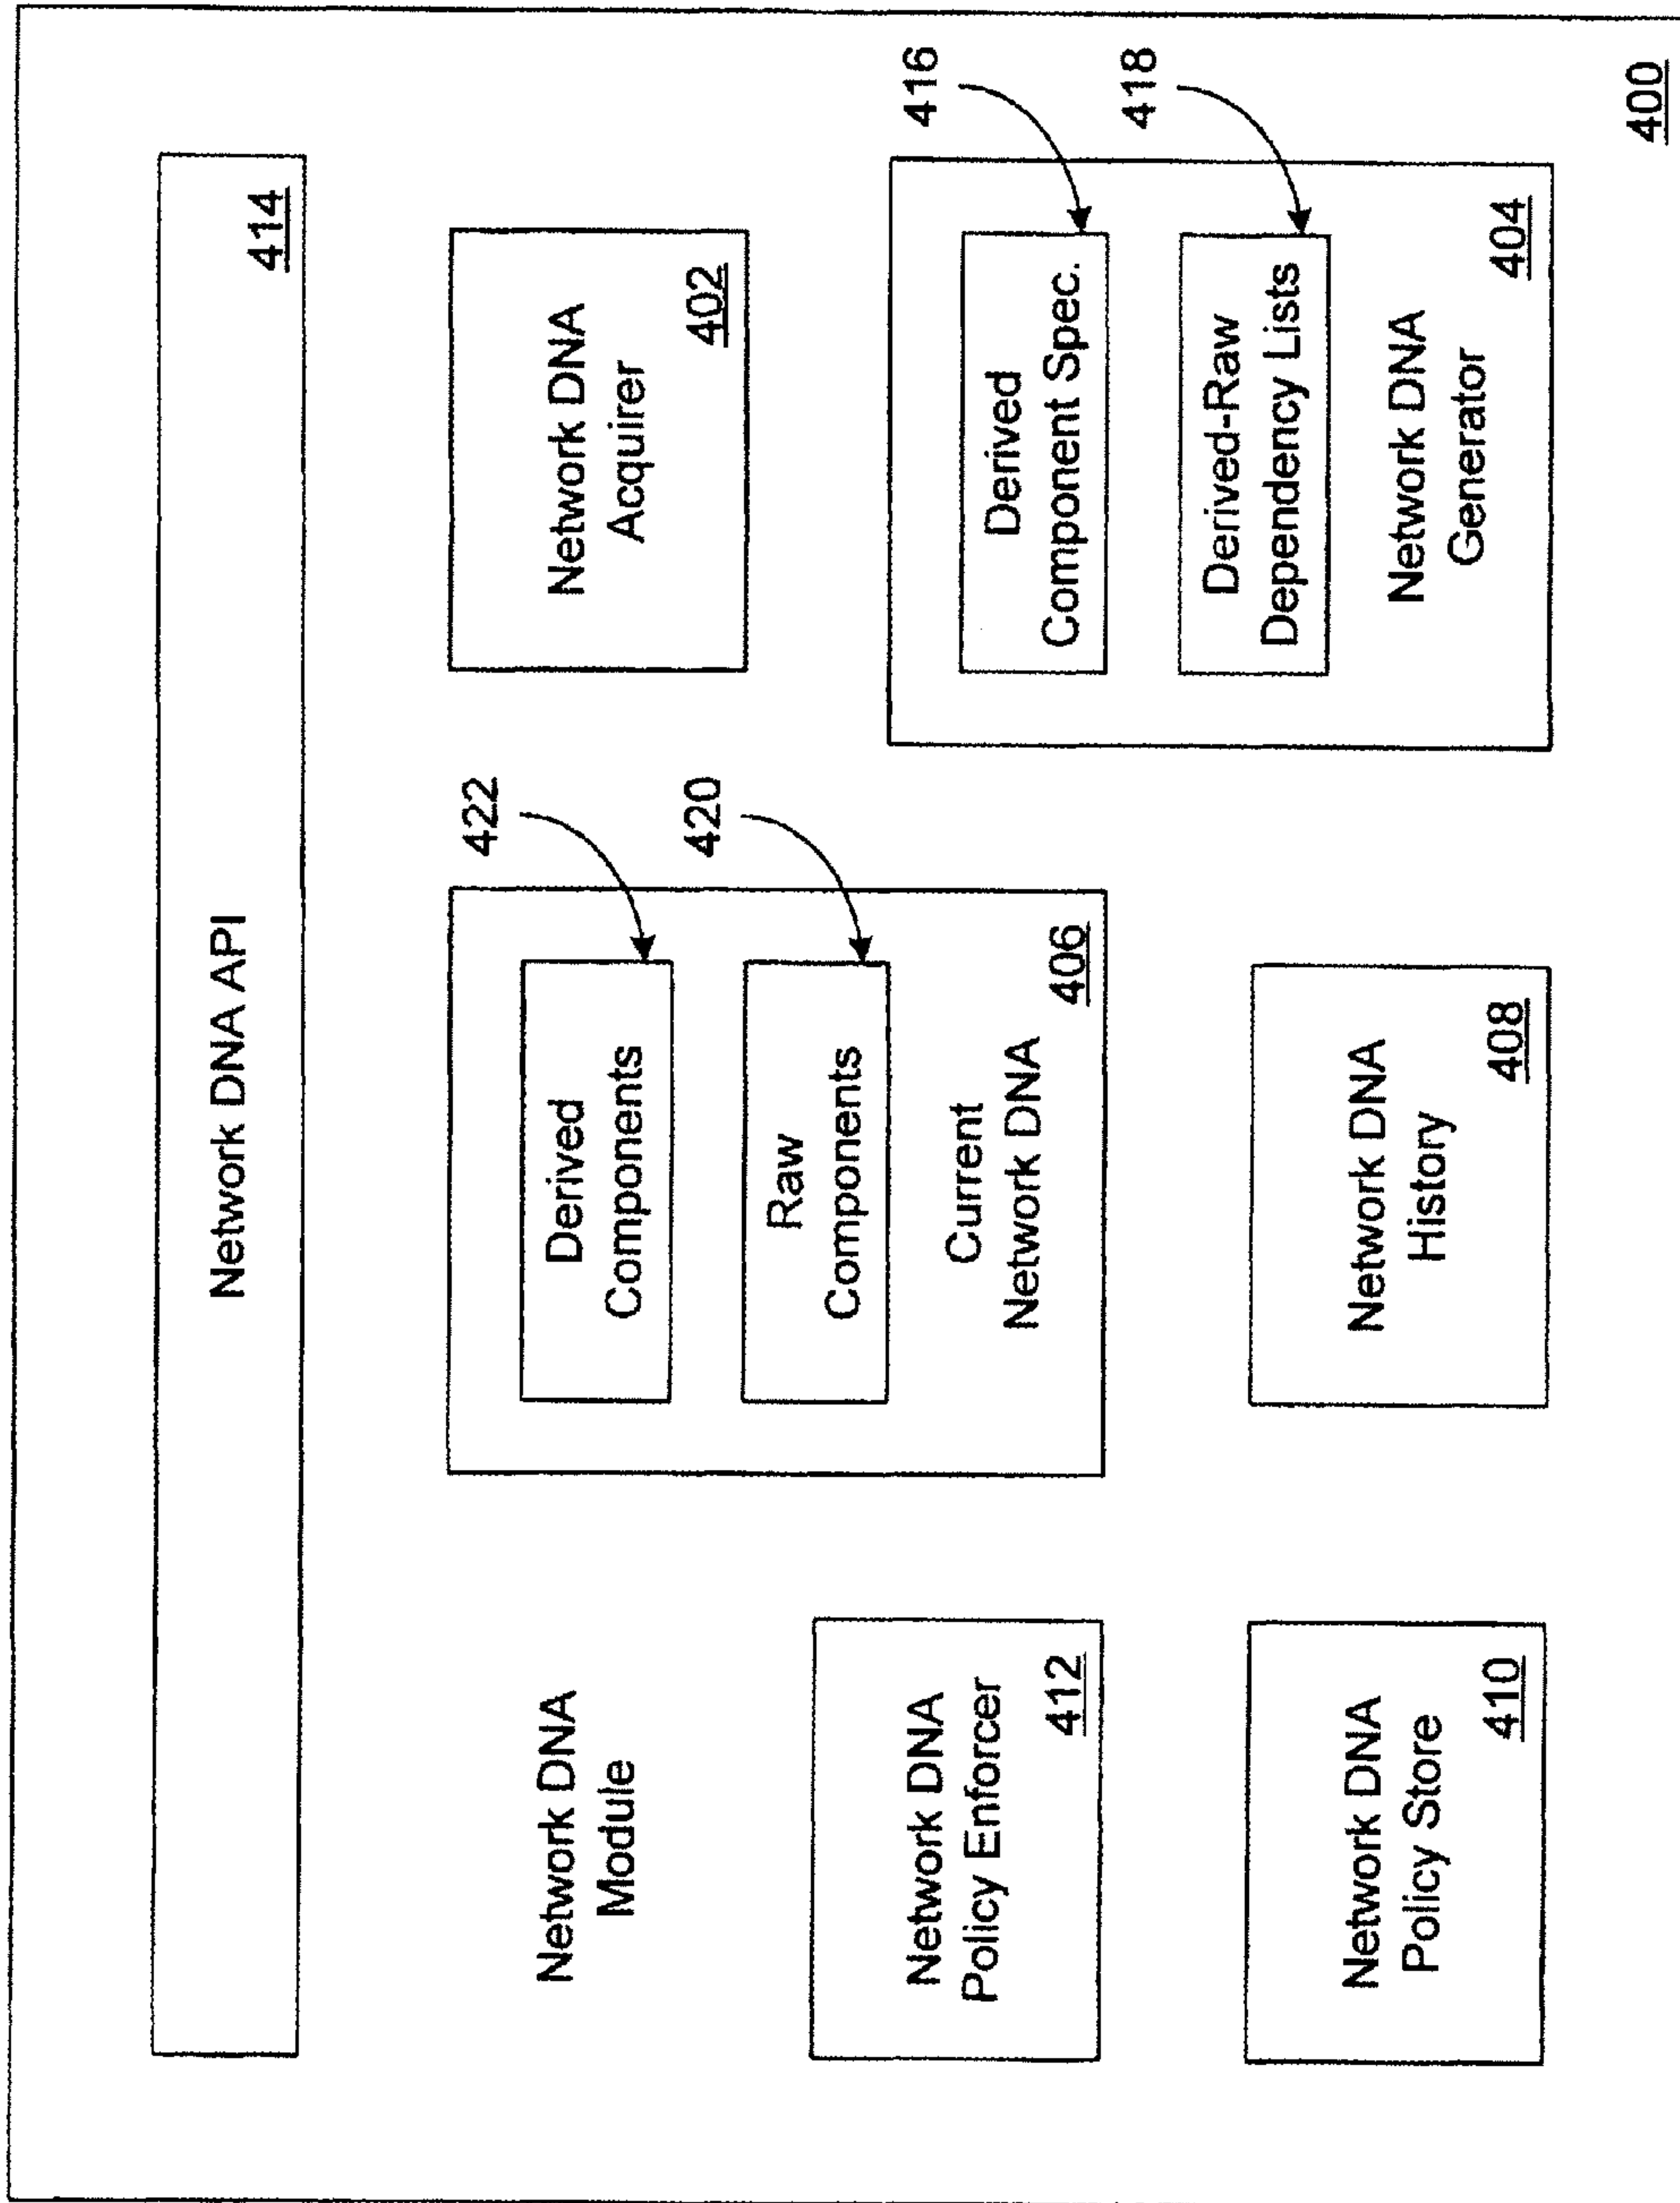 Network DNA API
414
Network DNA
Module
Network DNA
Policy Enforcer
412
Network DNA
Policy Store
410
422
Derived
Components
420
Raw
Components
Current
Network DNA
406
Network DNA
History
408
Network DNA
Acquirer
402
416
Derived
Component Spec.
418
Derived-Raw
Dependency Lists
Network DNA
Generator
404
400